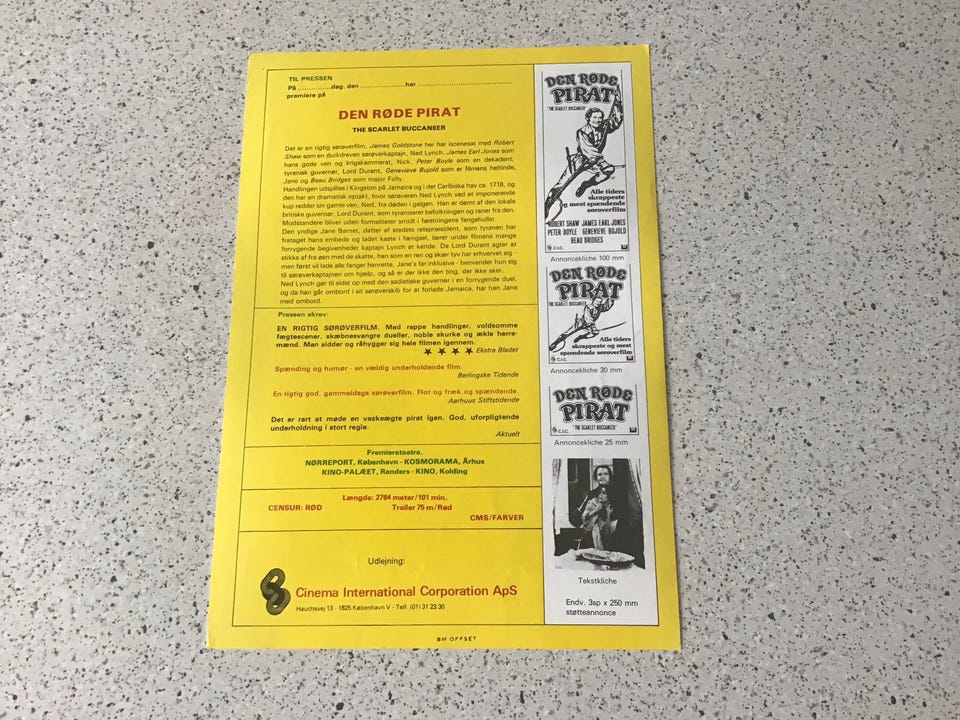 TIL PRESSEN
På ..............dag, den ....................har ........................................
premiere på
DEN RØDE PIRAT
THE SCARLET BUCCANEER
Det er en rigtig sørøverfilm, James Goldstone her har iscenesat med Robert
Shaw som en durkdreven sørøverkaptajn, Ned Lynch. James Earl Jones som
hans gode ven og krigskammerat, Nick. Peter Boyle som en dekadent,
tyranisk guvernør, Lord Durant, Genevieve Bujold som er filmens heltinde,
Jane og Beau Bridges som major Folly.
Handlingen udspilles i Kingston på Jamaica og i det Caribiske hav ca. 1718, og
den har en dramatisk optakt, hvor sørøveren Ned Lynch ved et imponerende
kup redder sin gamle ven, Ned, fra døden i galgen. Han er dømt af den lokale
britiske guvernør, Lord Durant, som tyraniserer befolkningen og raner fra den.
Modstandere bliver uden formaliteter smidt i fæstningens fangehuller.
Den yndige Jane Barnet, datter af stedets retspræsident, som tyranen har
frataget hans embede og ladet kaste i fængsel, lærer under filmens mange
forrygende begivenheder kaptajn Lynch at kende. Da Lord Durant agter at
stikke af fra øen med de skatte, han som en ren og skær tyv har erhvervet sig -
men først vil lade alle fanger henrette, Jane's far inklusive - henvender hun sig
til sørøverkaptajnen om hjælp, og så er der ikke den ting, der ikke sker.
Ned Lynch gør til sidst op med den sadistiske guvernør i en forrygende duel,
og da han går ombord i sit sørøverskib for at forlade Jamaica, har han Jane
med ombord.
Pressen skrev:
EN RIGTIG SØRØVERFILM. Med rappe handlinger, voldsomme
fægtescener, skæbnesvangre dueller, noble skurke og ækle herre-
mænd. Man sidder og råhygger sig hele filmen igennem.
★ ★ ★ ★ Ekstra Bladet
Spænding og humør - en vældig underholdende film.
Berlingske Tidende
En rigtig god, gammeldags sørøverfilm. Flot og fræk og spændende.
Aarhuus Stiftstidende
Det er rart at møde en vaskeægte pirat igen. God, uforpligtende
underholdning i stort regie.
Aktuelt
Premiereteatre.
NØRREPORT, København - KOSMORAMA, Århus
KINO-PALÆET, Randers - KINO, Kolding
Længde: 2764 meter/101 min.
CENSUR: RØD Trailer 75 m/Rød
CMS/FARVER
Udlejning:
Cinema International Corporation ApS
Hauchsvej 13 - 1825 København V - Telf. (01) 31 23 30
BM OFFSET
DEN RØDE
PIRAT
"THE SCARLET BUCCANEER"
Alle tiders
skrappeste
og mest spændende
sørøverfilm
ROBERT SHAW JAMES EARL JONES
PETER BOYLE GENEVIEVE BUJOLD
BEAU BRIDGES
C.I.C.
Annoncekliche 100 mm
DEN RØDE
PIRAT
"THE SCARLET BUCCANEER"
Alle tiders
skrappeste og mest
spændende sørøverfilm
C.I.C.
Annoncekliche 30 mm
DEN RØDE
PIRAT
"THE SCARLET BUCCANEER"
C.I.C.
Annoncekliche 25 mm
Tekstkliche
Endv. 3sp x 250 mm
støtteannonce